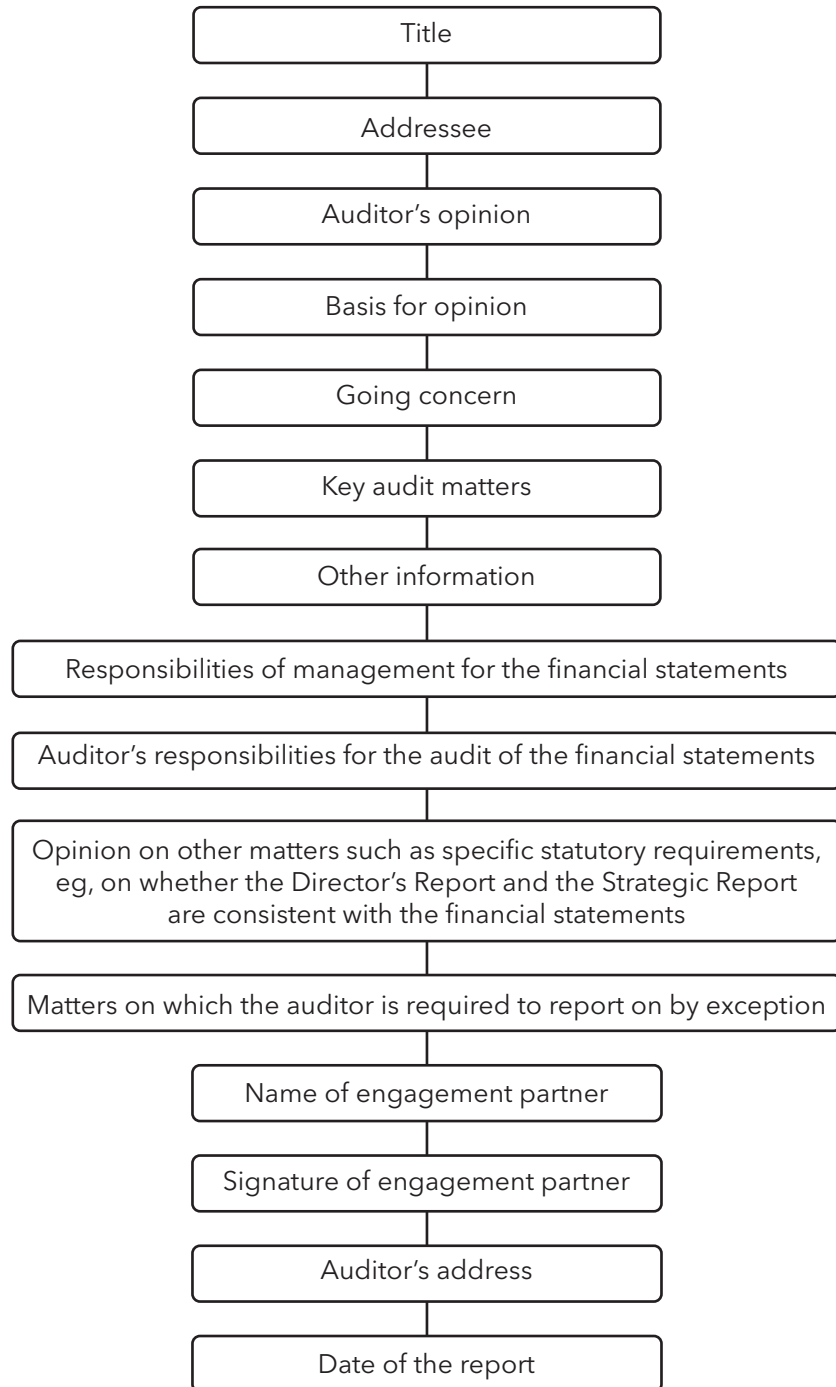 Title
Addressee
Auditor’s opinion
Basis for opinion
Going concern
Key audit matters
Other information
Responsibilities of management for the financial statements
Auditor’s responsibilities for the audit of the financial statements
Opinion on other matters such as specific statutory requirements,
eg, on whether the Director’s Report and the Strategic Report
are consistent with the financial statements
Matters on which the auditor is required to report on by exception
Name of engagement partner
Signature of engagement partner
Auditor’s address
Date of the report